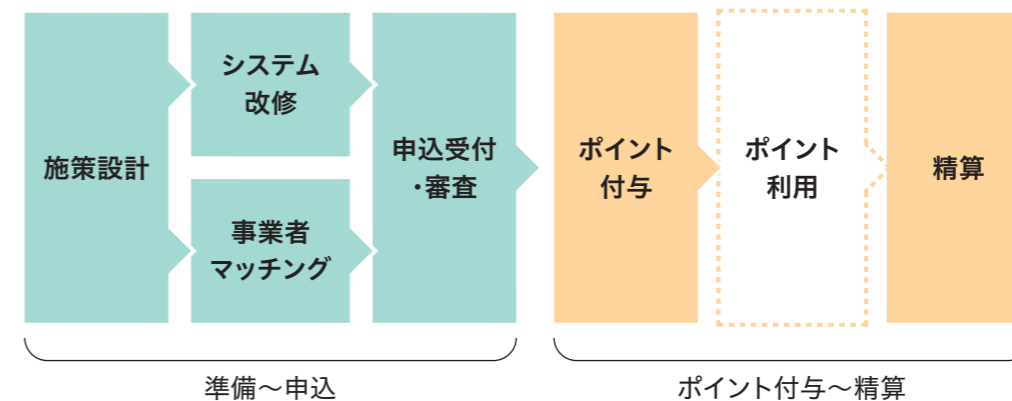 施策設計
システム
改修
事業者
マッチング
申込受付
・審査
ポイント
付与
ポイント
利用
精算
準備～申込
ポイント付与～精算